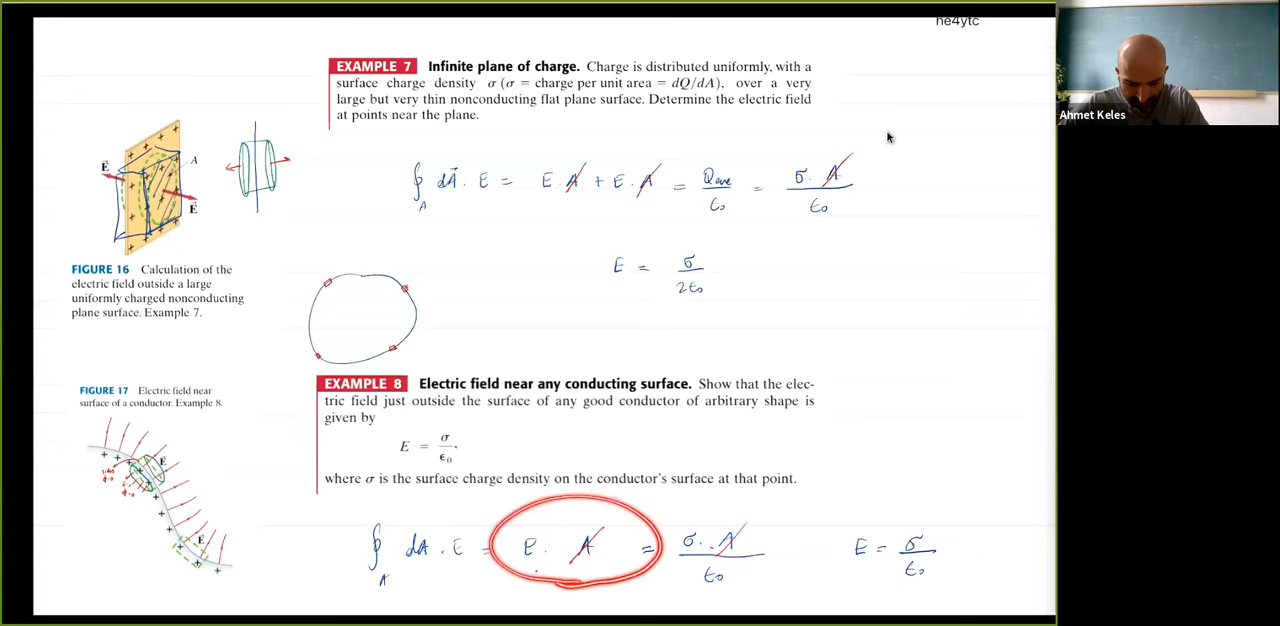 he4ytc
EXAMPLE 7 Infinite plane of charge. Charge is distributed uniformly, with a
surface charge density σ (σ = charge per unit area = dQ/dA), over a very
large but very thin nonconducting flat plane surface. Determine the electric field
at points near the plane.
Ahmet Keles
E
A
E
∮ dA⃗ . E = E. A + E. A = Qenc/ε₀ = σ. A/ε₀
A
E = σ/2ε₀
FIGURE 16 Calculation of the
electric field outside a large
uniformly charged nonconducting
plane surface. Example 7.
EXAMPLE 8 Electric field near any conducting surface. Show that the elec-
tric field just outside the surface of any good conductor of arbitrary shape is
given by
E = σ/ϵ₀.
where σ is the surface charge density on the conductor's surface at that point.
FIGURE 17 Electric field near
surface of a conductor. Example 8.
E
E
∮ dA . E = E. A = σ. A/ε₀
A
E = σ/ε₀